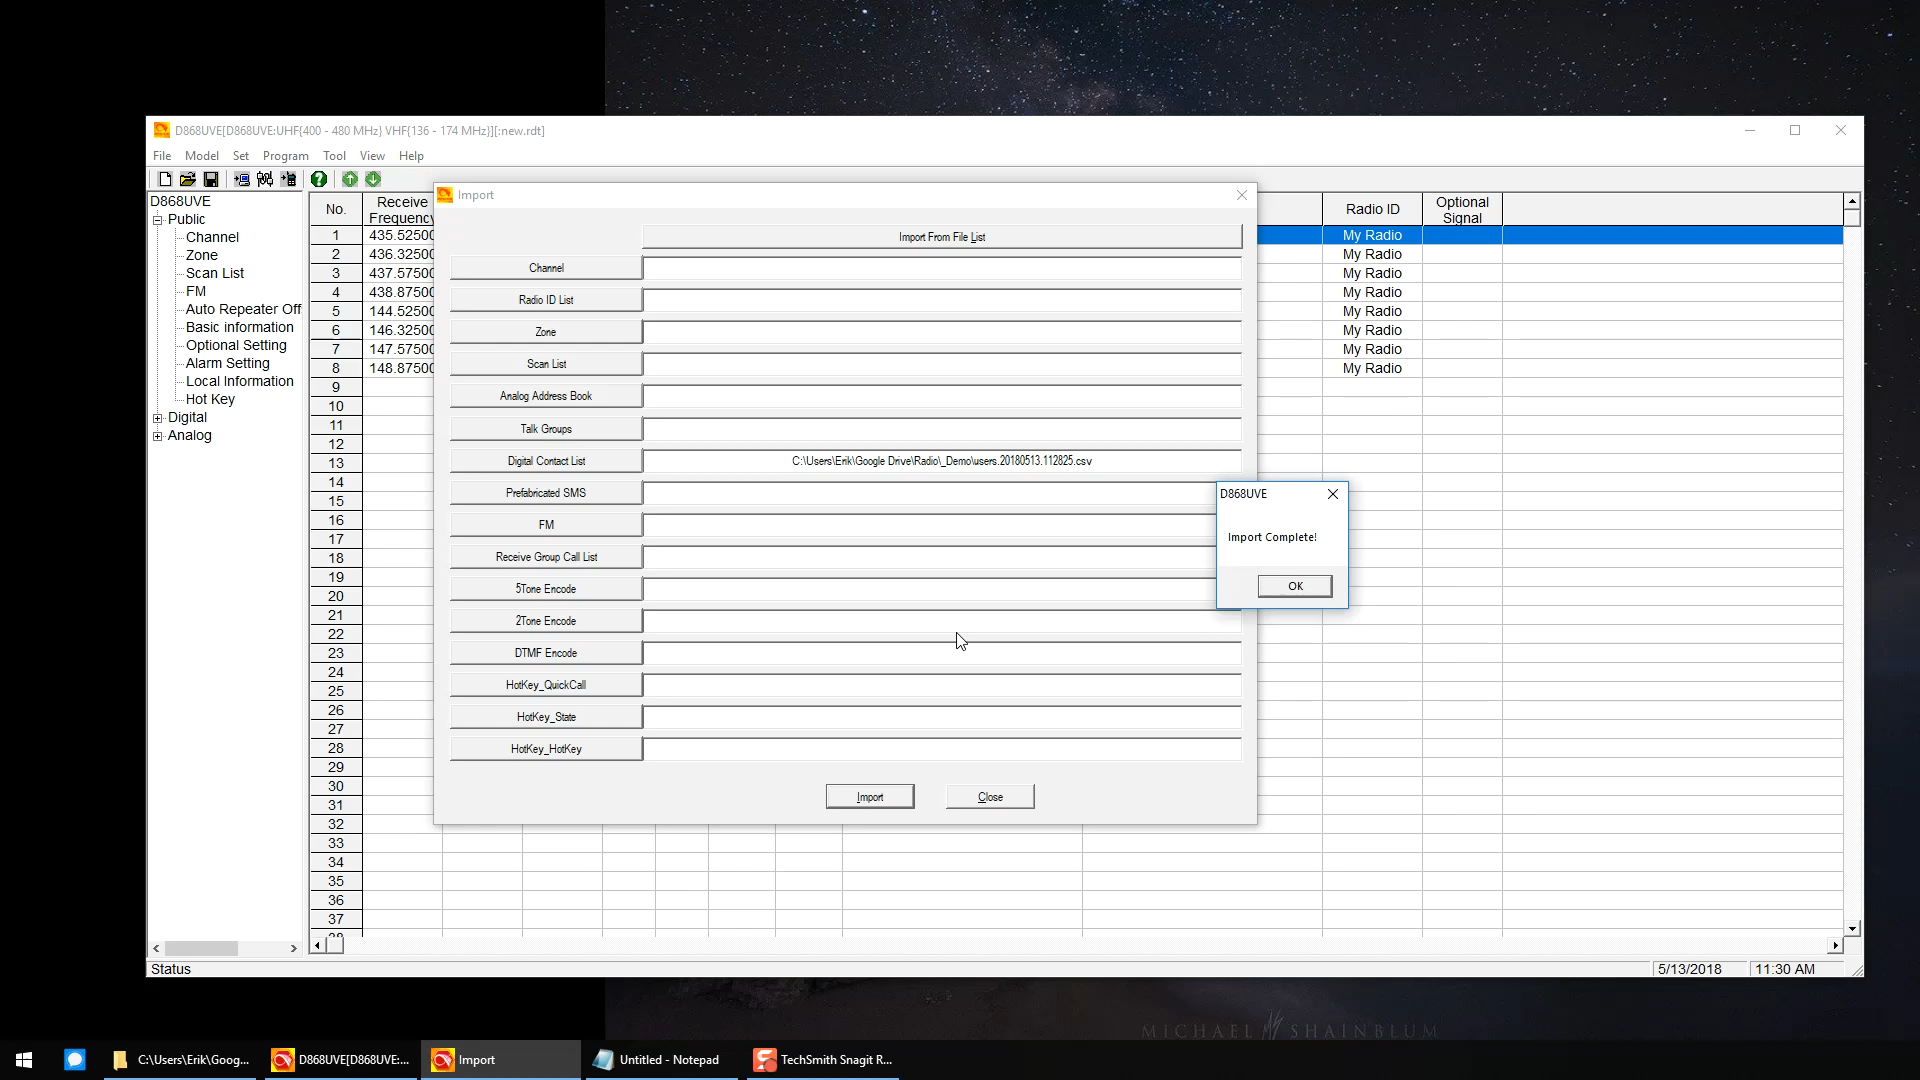 D868UVE[D868UVE:UHF{400 - 480 MHz} VHF{136 - 174 MHz}][:new.rdt]
File Model Set Program Tool View Help
D868UVE
Public
Channel
Zone
Scan List
FM
Auto Repeater Off
Basic information
Optional Setting
Alarm Setting
Local Information
Hot Key
Digital
Analog
No. Receive Frequency Radio ID Optional Signal
1 435.52500 My Radio
2 436.32500 My Radio
3 437.57500 My Radio
4 438.87500 My Radio
5 144.52500 My Radio
6 146.32500 My Radio
7 147.57500 My Radio
8 148.87500 My Radio
9
10
11
12
13
14
15
16
17
18
19
20
21
22
23
24
25
26
27
28
29
30
31
32
33
34
35
36
37
Import
Import From File List
Channel
Radio ID List
Zone
Scan List
Analog Address Book
Talk Groups
Digital Contact List C:\Users\Erik\Google Drive\Radio\_Demo\users.20180513.112825.csv
Prefabricated SMS
FM
Receive Group Call List
5Tone Encode
2Tone Encode
DTMF Encode
HotKey_QuickCall
HotKey_State
HotKey_HotKey
Import Close
D868UVE
Import Complete!
OK
Status 5/13/2018 11:30 AM
MICHAEL SHAINBLUM
C:\Users\Erik\Goog... D868UVE[D868UVE:... Import Untitled - Notepad TechSmith Snagit R...